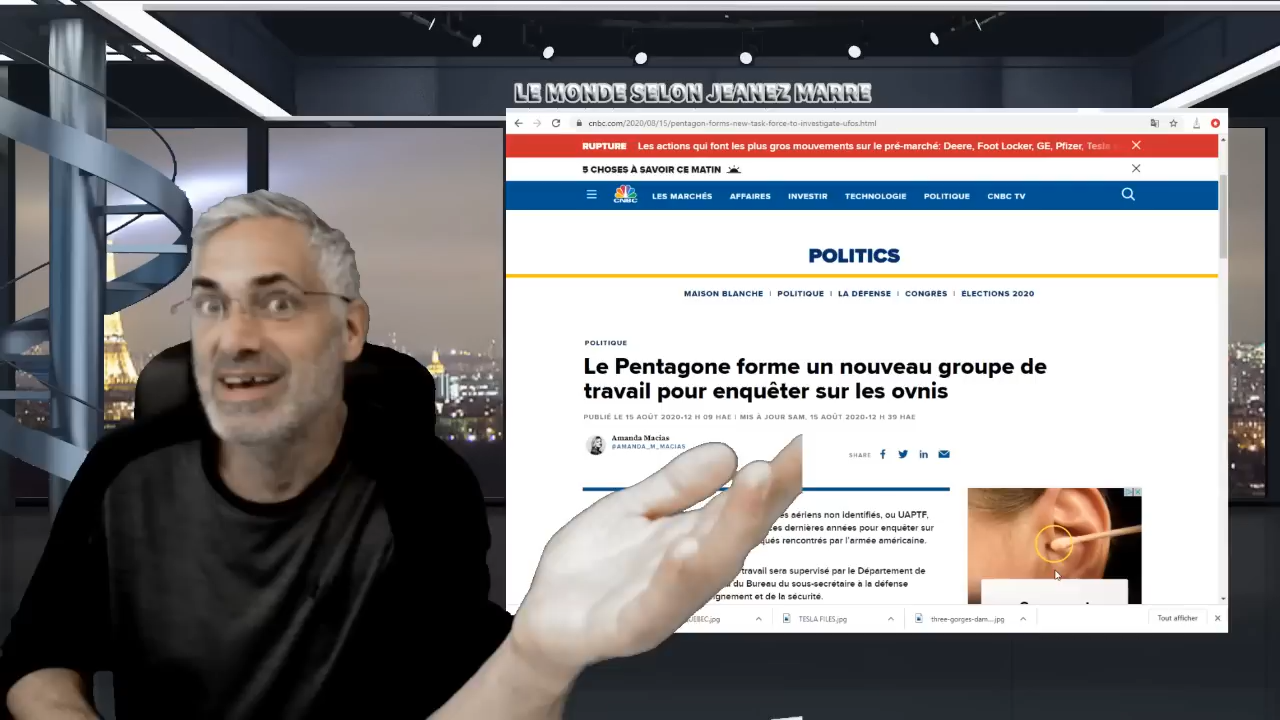 LE MONDE SELON JEANEZ MARRE
cnbc.com/2020/08/15/pentagon-forms-new-task-force-to-investigate-ufos.html
RUPTURE Les actions qui font les plus gros mouvements sur le pré-marché: Deere, Foot Locker, GE, Pfizer, Tesla
5 CHOSES À SAVOIR CE MATIN
CNBC LES MARCHÉS AFFAIRES INVESTIR TECHNOLOGIE POLITIQUE CNBC TV
POLITICS
MAISON BLANCHE | POLITIQUE | LA DÉFENSE | CONGRÈS | ÉLECTIONS 2020
POLITIQUE
Le Pentagone forme un nouveau groupe de
travail pour enquêter sur les ovnis
PUBLIÉ LE 15 AOÛT 2020•12 H 09 HAE | MIS À JOUR SAM, 15 AOÛT 2020•12 H 39 HAE
Amanda Macias
@AMANDA_M_MACIAS
SHARE
es aériens non identifiés, ou UAPTF,
ces dernières années pour enquêter sur
qués rencontrés par l'armée américaine.
travail sera supervisé par le Département de
du Bureau du sous-secrétaire à la défense
gnement et de la sécurité.
UEBEC.jpg TESLA FILES.jpg three-gorges-dam....jpg Tout afficher